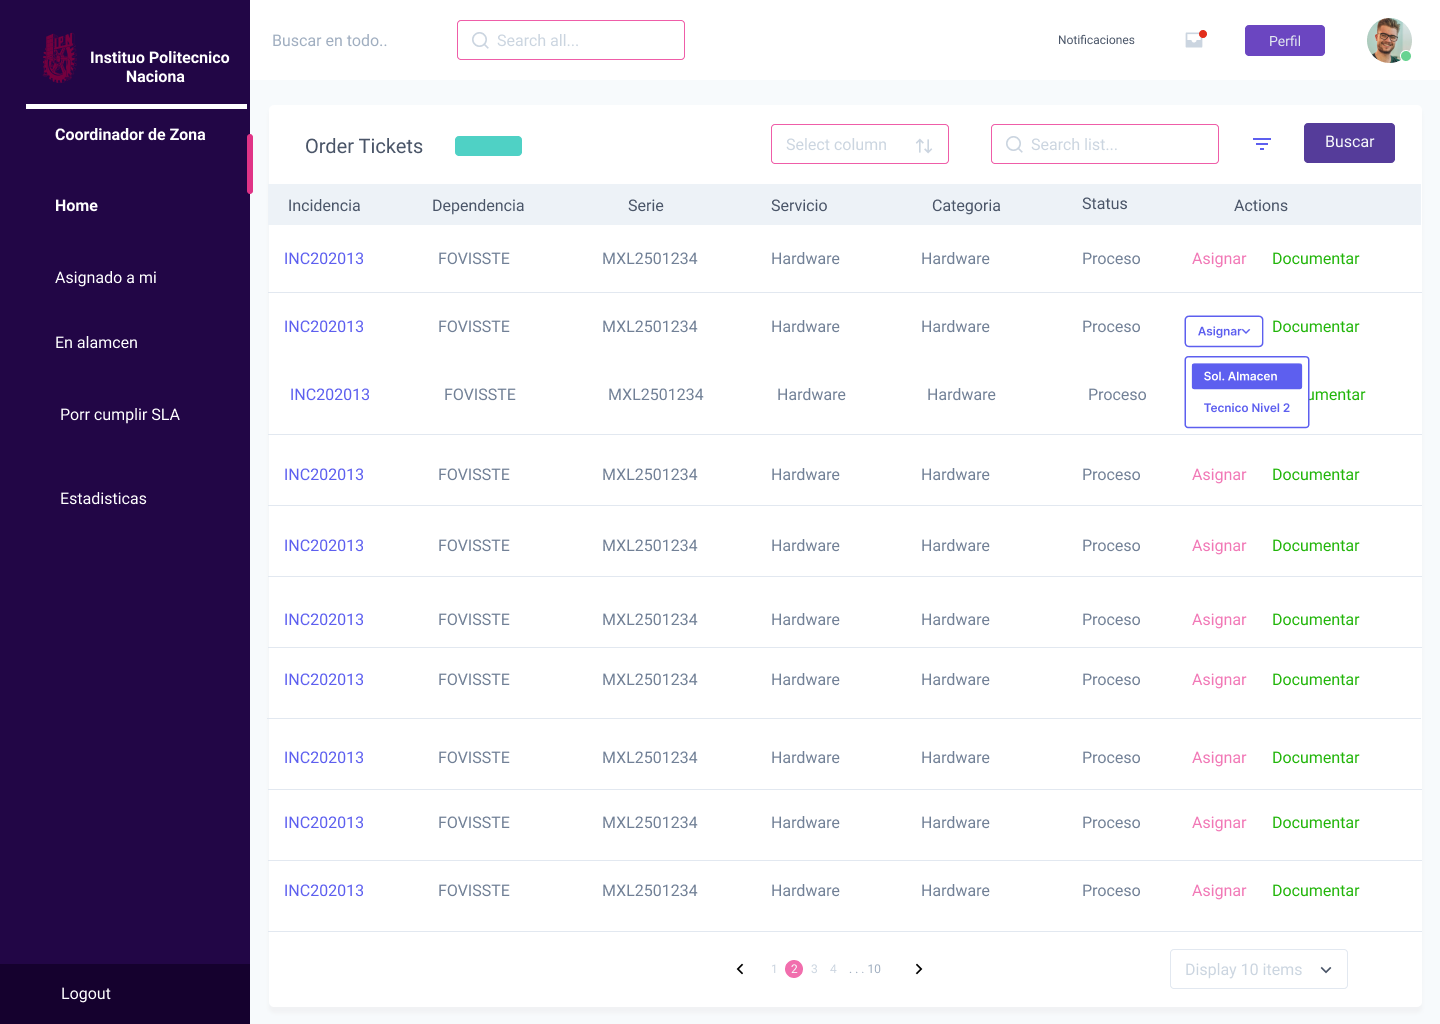 Instituo Politecnico
Naciona
Coordinador de Zona
Home
Asignado a mi
En alamcen
Porr cumplir SLA
Estadisticas
Logout
Buscar en todo..
Search all...
Notificaciones
Perfil
Order Tickets
Select column
Search list...
Buscar
Incidencia Dependencia Serie Servicio Categoria Status Actions
INC202013 FOVISSTE MXL2501234 Hardware Hardware Proceso Asignar Documentar
INC202013 FOVISSTE MXL2501234 Hardware Hardware Proceso Asignar Documentar
INC202013 FOVISSTE MXL2501234 Hardware Hardware Proceso umentar
Sol. Almacen
Tecnico Nivel 2
INC202013 FOVISSTE MXL2501234 Hardware Hardware Proceso Asignar Documentar
INC202013 FOVISSTE MXL2501234 Hardware Hardware Proceso Asignar Documentar
INC202013 FOVISSTE MXL2501234 Hardware Hardware Proceso Asignar Documentar
INC202013 FOVISSTE MXL2501234 Hardware Hardware Proceso Asignar Documentar
INC202013 FOVISSTE MXL2501234 Hardware Hardware Proceso Asignar Documentar
INC202013 FOVISSTE MXL2501234 Hardware Hardware Proceso Asignar Documentar
INC202013 FOVISSTE MXL2501234 Hardware Hardware Proceso Asignar Documentar
1 2 3 4 . . . 10
Display 10 items